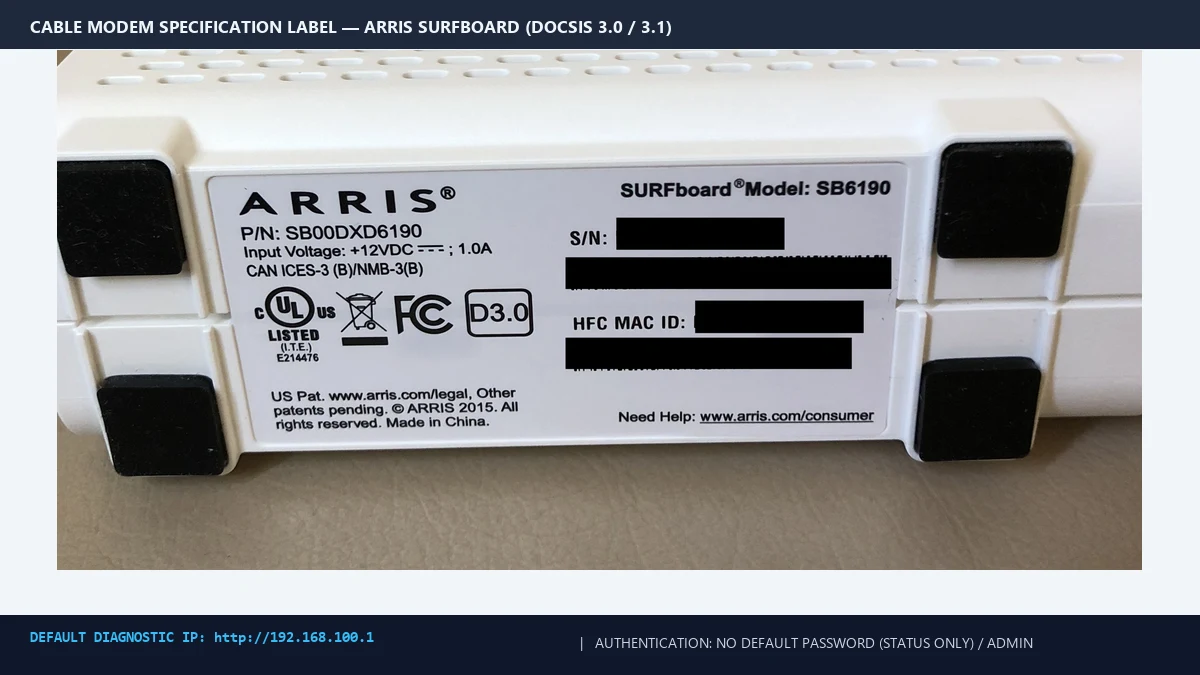 CABLE MODEM SPECIFICATION LABEL — ARRIS SURFBOARD (DOCSIS 3.0 / 3.1)
ARRIS®
P/N: SB00DXD6190
Input Voltage: +12VDC ⎓ ; 1.0A
CAN ICES-3 (B)/NMB-3(B)
c UL US
LISTED
(I.T.E.)
E214476
FC
D3.0
US Pat. www.arris.com/legal, Other
patents pending. © ARRIS 2015. All
rights reserved. Made in China.
SURFboard®Model: SB6190
S/N:
HFC MAC ID:
Need Help: www.arris.com/consumer
DEFAULT DIAGNOSTIC IP: http://192.168.100.1
| AUTHENTICATION: NO DEFAULT PASSWORD (STATUS ONLY) / ADMIN